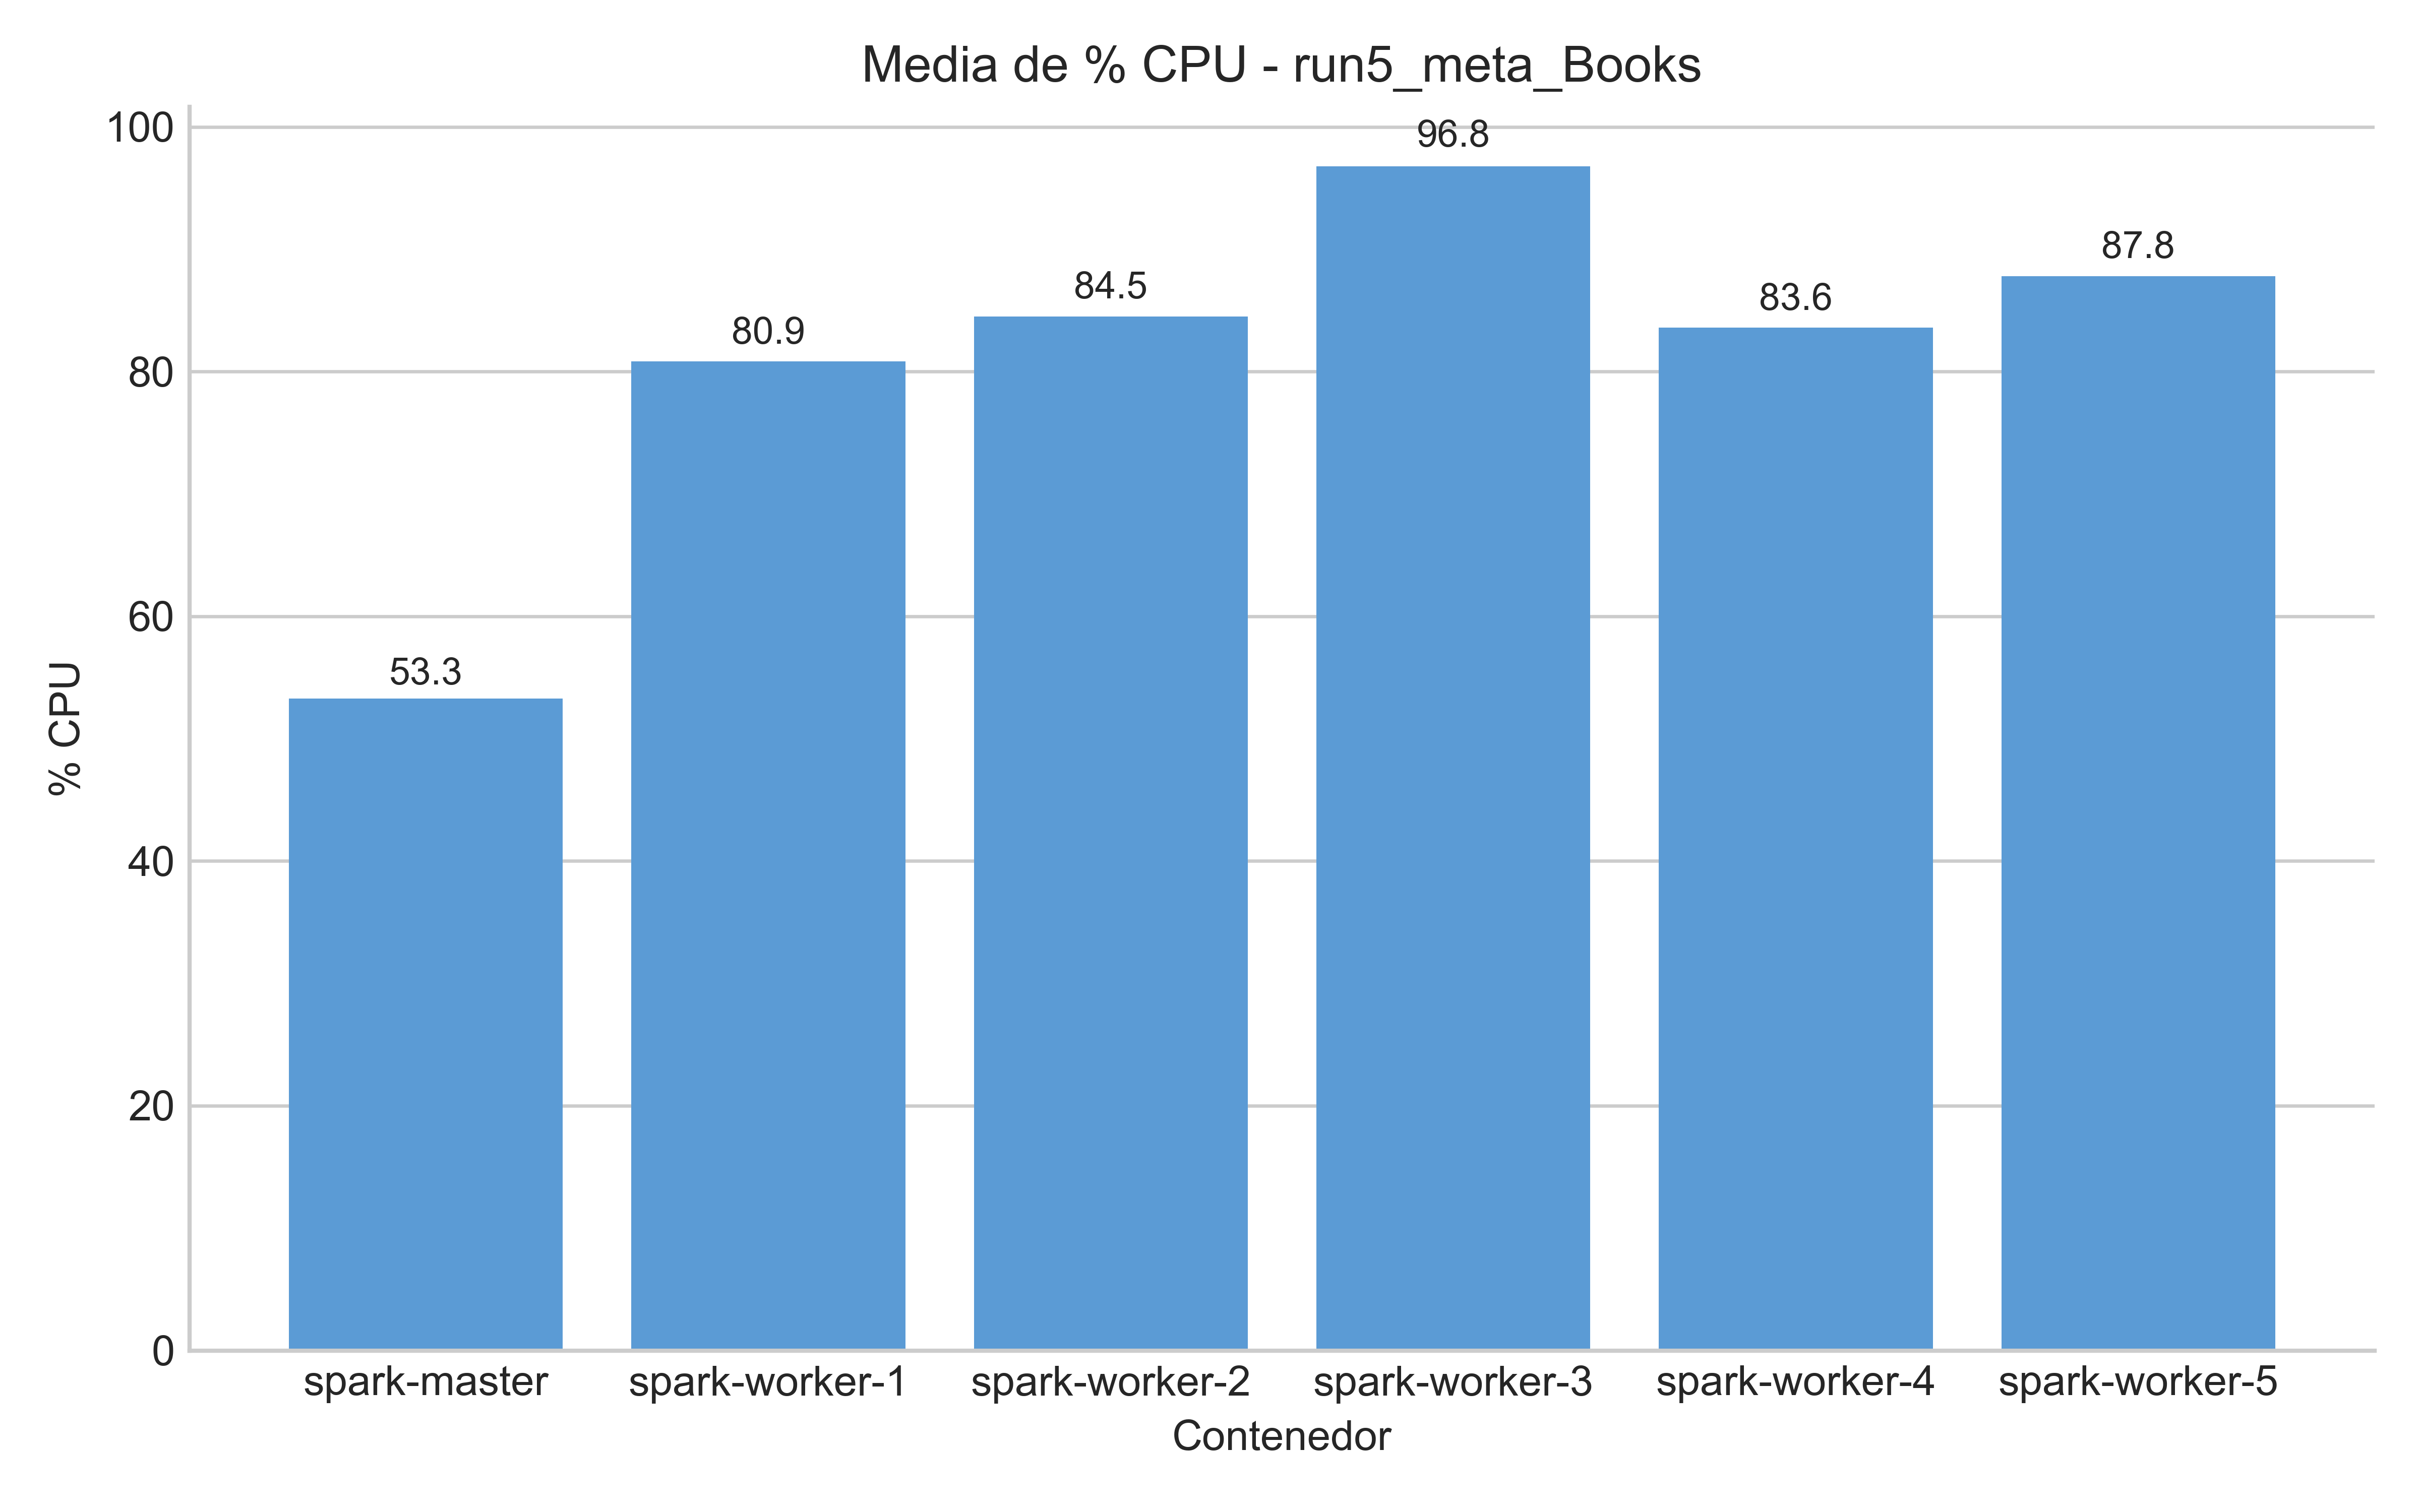 Media de % CPU - run5_meta_Books
100
80
60
40
20
0
% CPU
53.3
80.9
84.5
96.8
83.6
87.8
spark-master
spark-worker-1
spark-worker-2
spark-worker-3
spark-worker-4
spark-worker-5
Contenedor